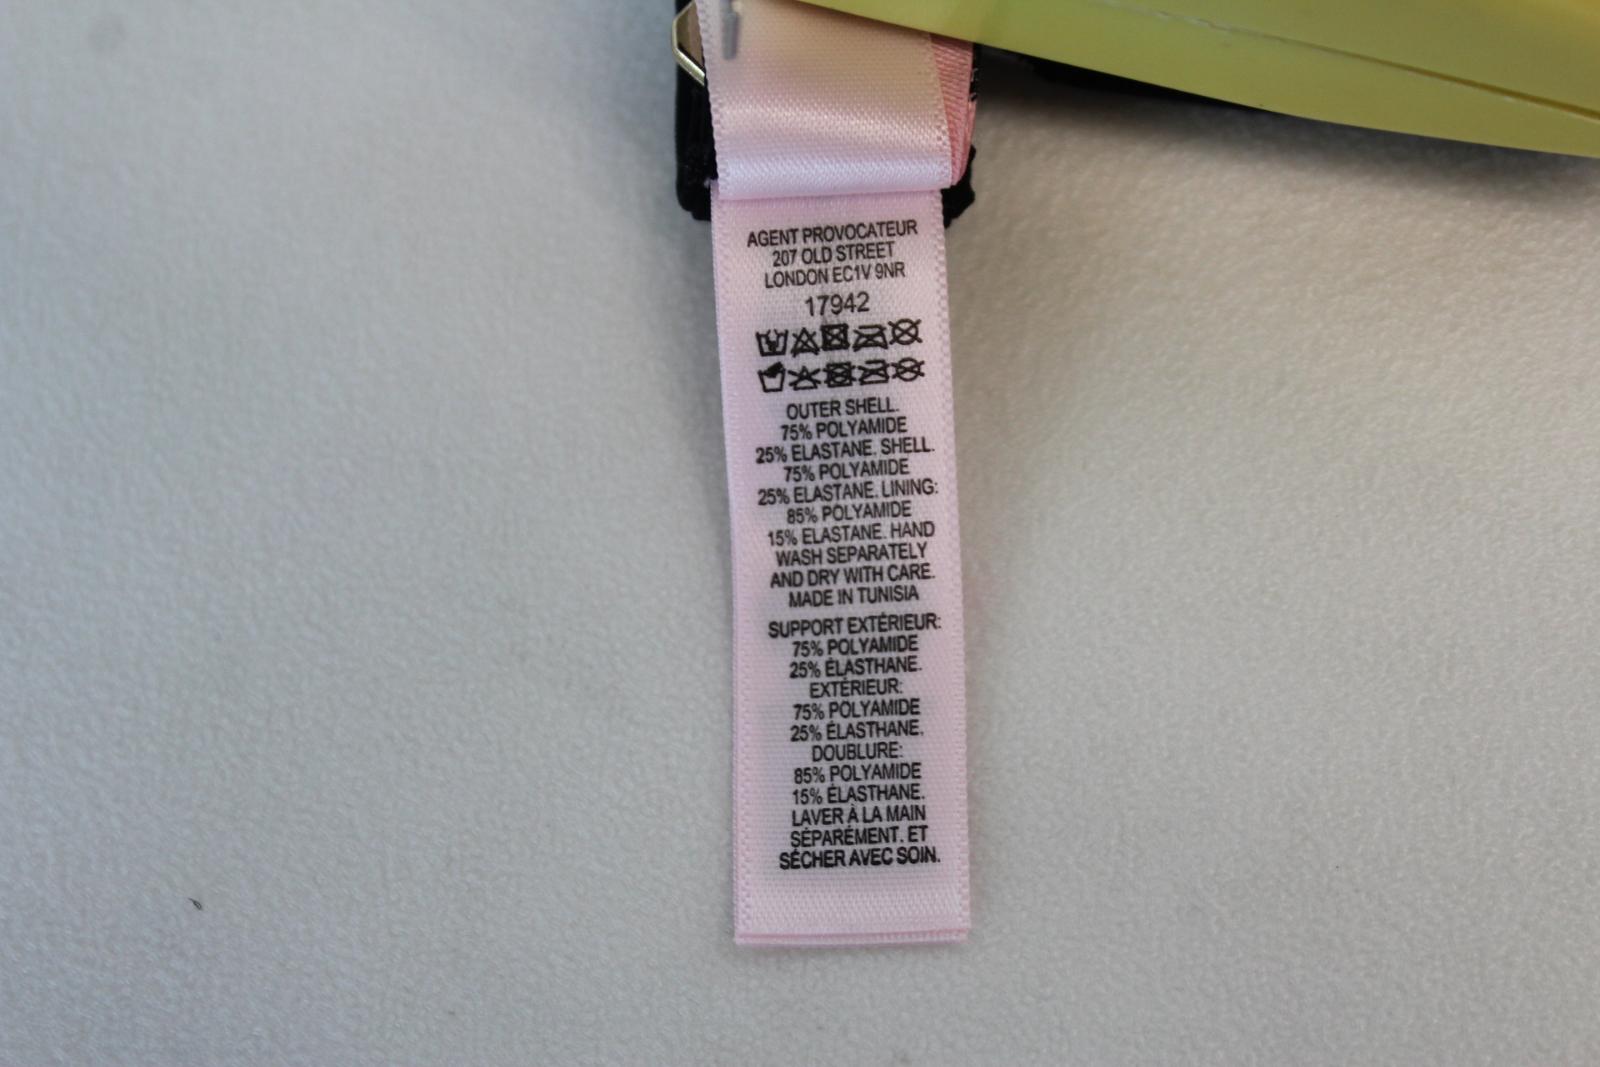 AGENT PROVOCATEUR
207 OLD STREET
LONDON EC1V 9NR
17942
OUTER SHELL.
75% POLYAMIDE
25% ELASTANE. SHELL.
75% POLYAMIDE
25% ELASTANE. LINING:
85% POLYAMIDE
15% ELASTANE. HAND
WASH SEPARATELY
AND DRY WITH CARE.
MADE IN TUNISIA
SUPPORT EXTÉRIEUR:
75% POLYAMIDE
25% ÉLASTHANE.
EXTÉRIEUR:
75% POLYAMIDE
25% ÉLASTHANE.
DOUBLURE:
85% POLYAMIDE
15% ÉLASTHANE.
LAVER À LA MAIN
SÉPARÉMENT. ET
SÉCHER AVEC SOIN.